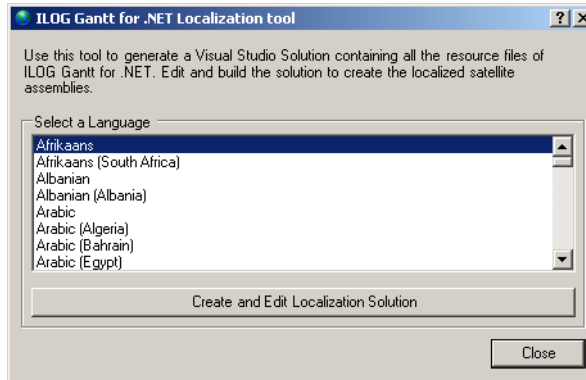 ILOG Gantt for .NET Localization tool
Use this tool to generate a Visual Studio Solution containing all the resource files of
ILOG Gantt for .NET. Edit and build the solution to create the localized satellite
assemblies.
Select a Language
Afrikaans
Afrikaans (South Africa)
Albanian
Albanian (Albania)
Arabic
Arabic (Algeria)
Arabic (Bahrain)
Arabic (Egypt)
Create and Edit Localization Solution
Close